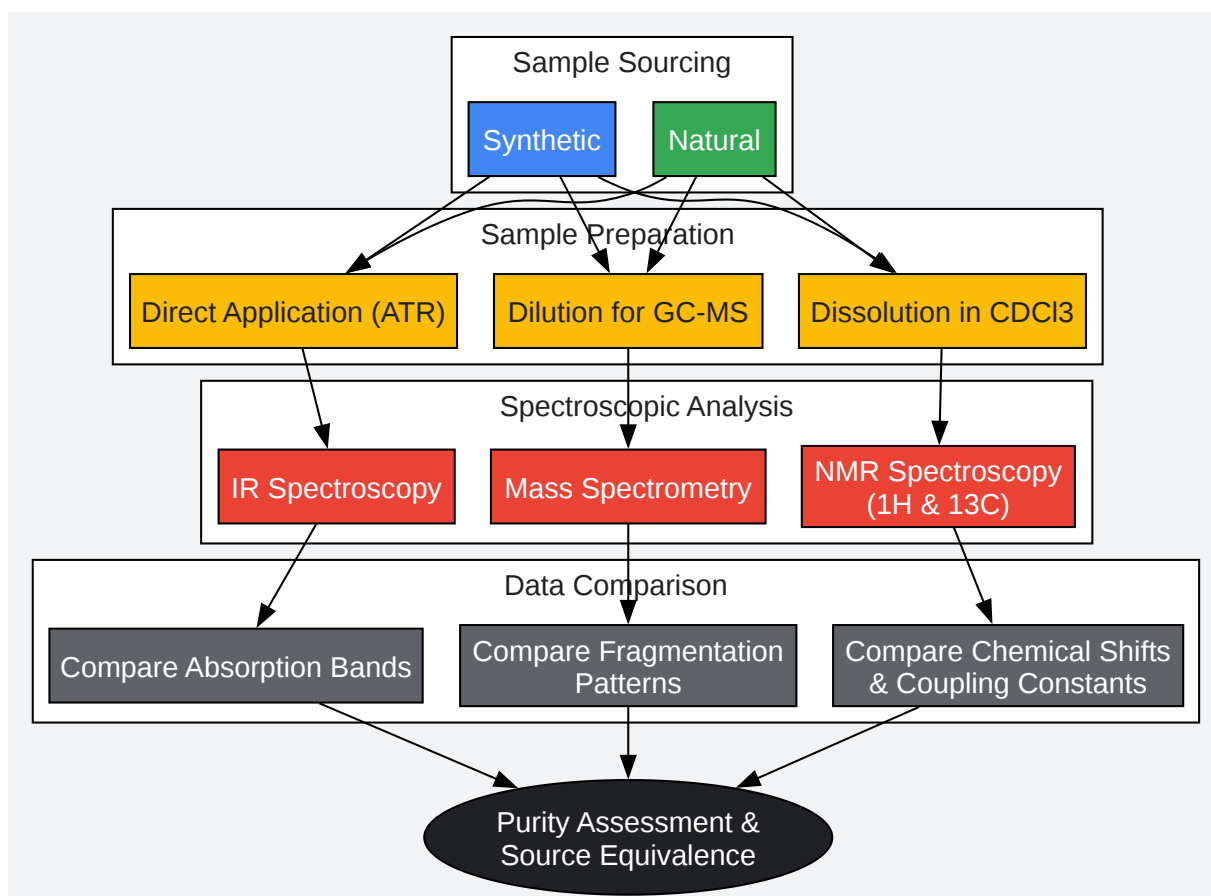 Sample Sourcing
Synthetic
Natural
Sample Preparation
Direct Application (ATR)
Dilution for GC-MS
Dissolution in CDCl3
Spectroscopic Analysis
IR Spectroscopy
Mass Spectrometry
NMR Spectroscopy
(1H & 13C)
Data Comparison
Compare Absorption Bands
Compare Fragmentation
Patterns
Compare Chemical Shifts
& Coupling Constants
Purity Assessment &
Source Equivalence